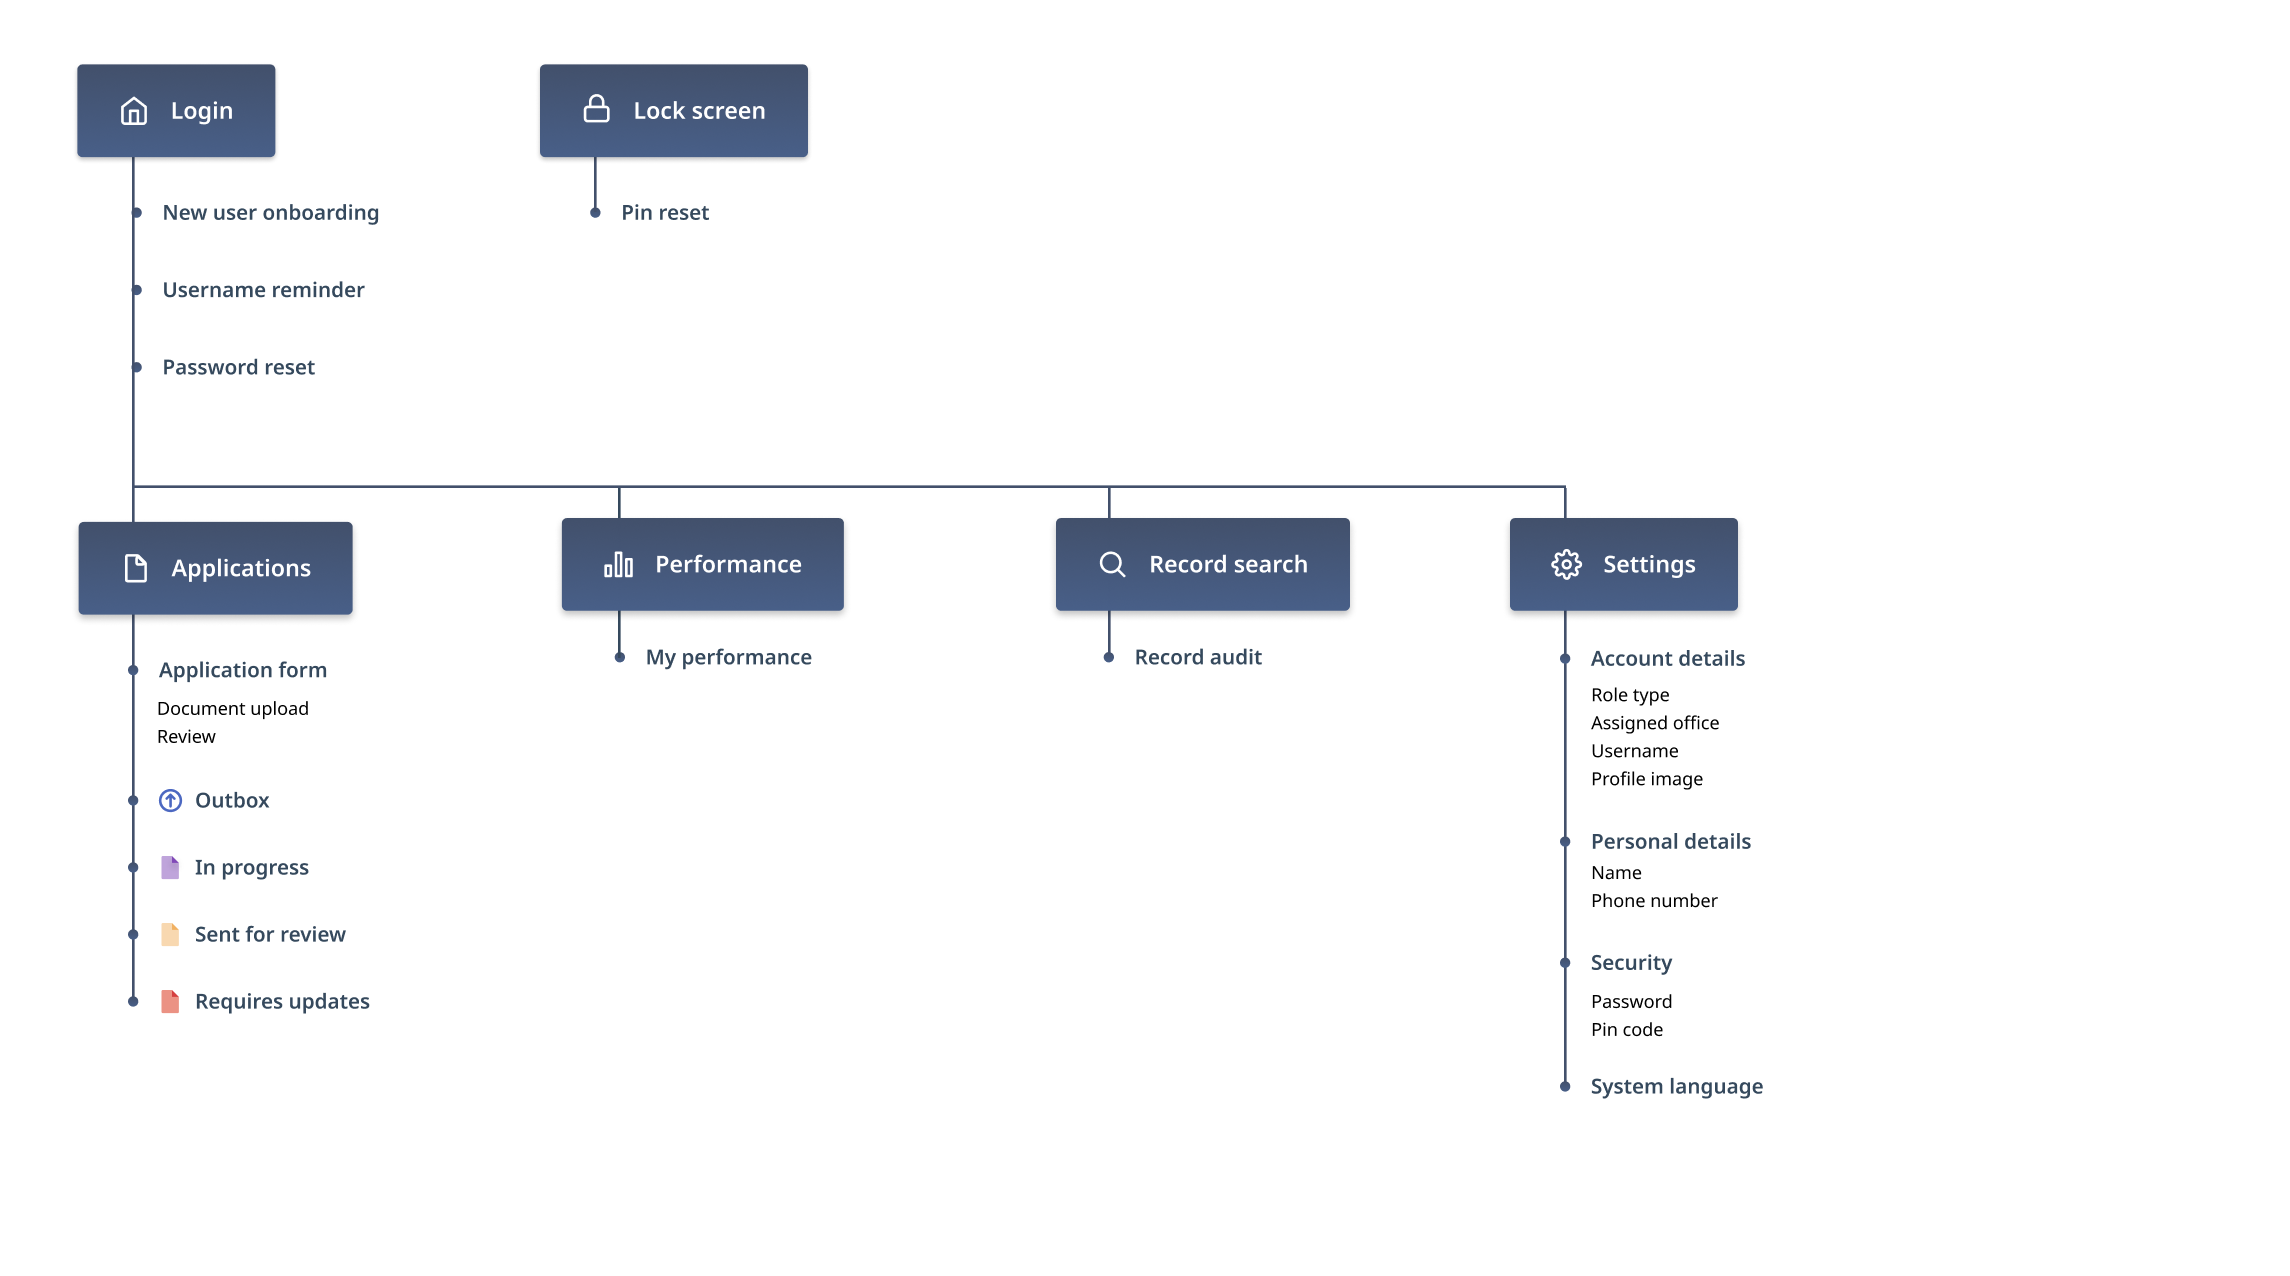 Login
Lock screen
New user onboarding
Pin reset
Username reminder
Password reset
Applications
Performance
Record search
Settings
Application form
Document upload
Review
Outbox
In progress
Sent for review
Requires updates
My performance
Record audit
Account details
Role type
Assigned office
Username
Profile image
Personal details
Name
Phone number
Security
Password
Pin code
System language